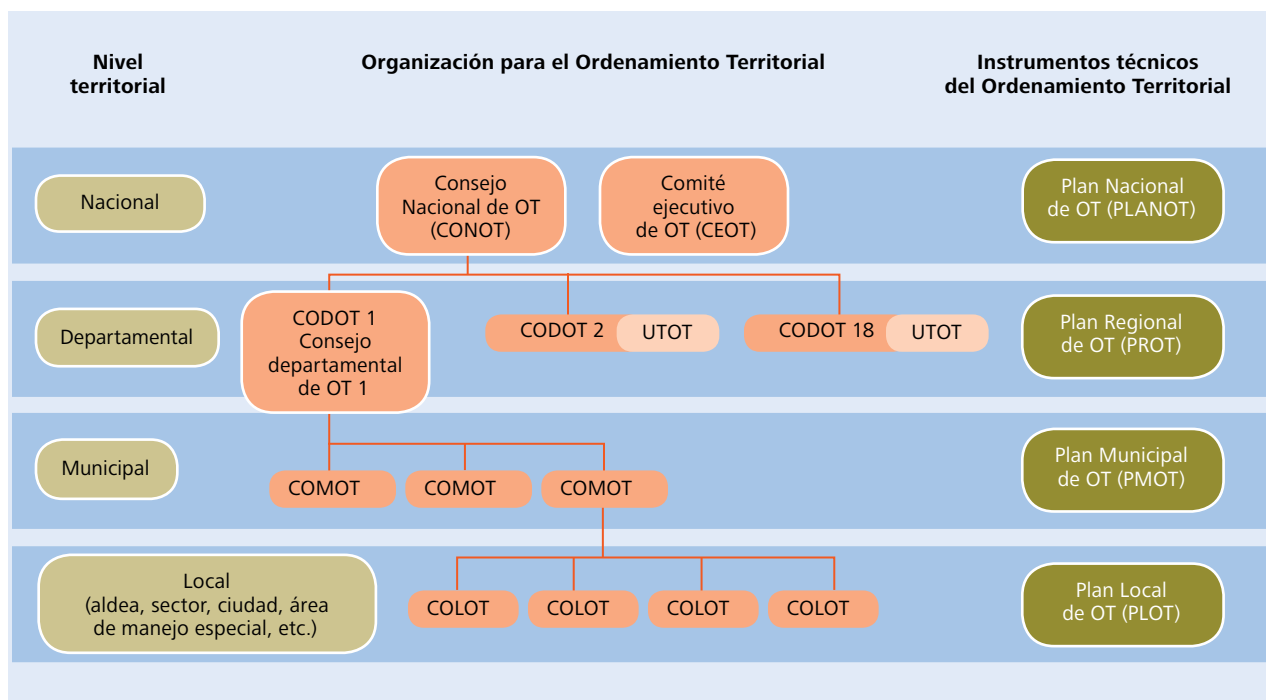 Nivel
territorial
Organización para el Ordenamiento Territorial
Instrumentos técnicos
del Ordenamiento Territorial
Nacional
Consejo
Nacional de OT
(CONOT)
Comité
ejecutivo
de OT (CEOT)
Plan Nacional
de OT (PLANOT)
Departamental
CODOT 1
Consejo
departamental
de OT 1
CODOT 2
UTOT
CODOT 18
UTOT
Plan Regional
de OT (PROT)
Municipal
COMOT
COMOT
COMOT
Plan Municipal
de OT (PMOT)
Local
(aldea, sector, ciudad, área
de manejo especial, etc.)
COLOT
COLOT
COLOT
COLOT
Plan Local
de OT (PLOT)